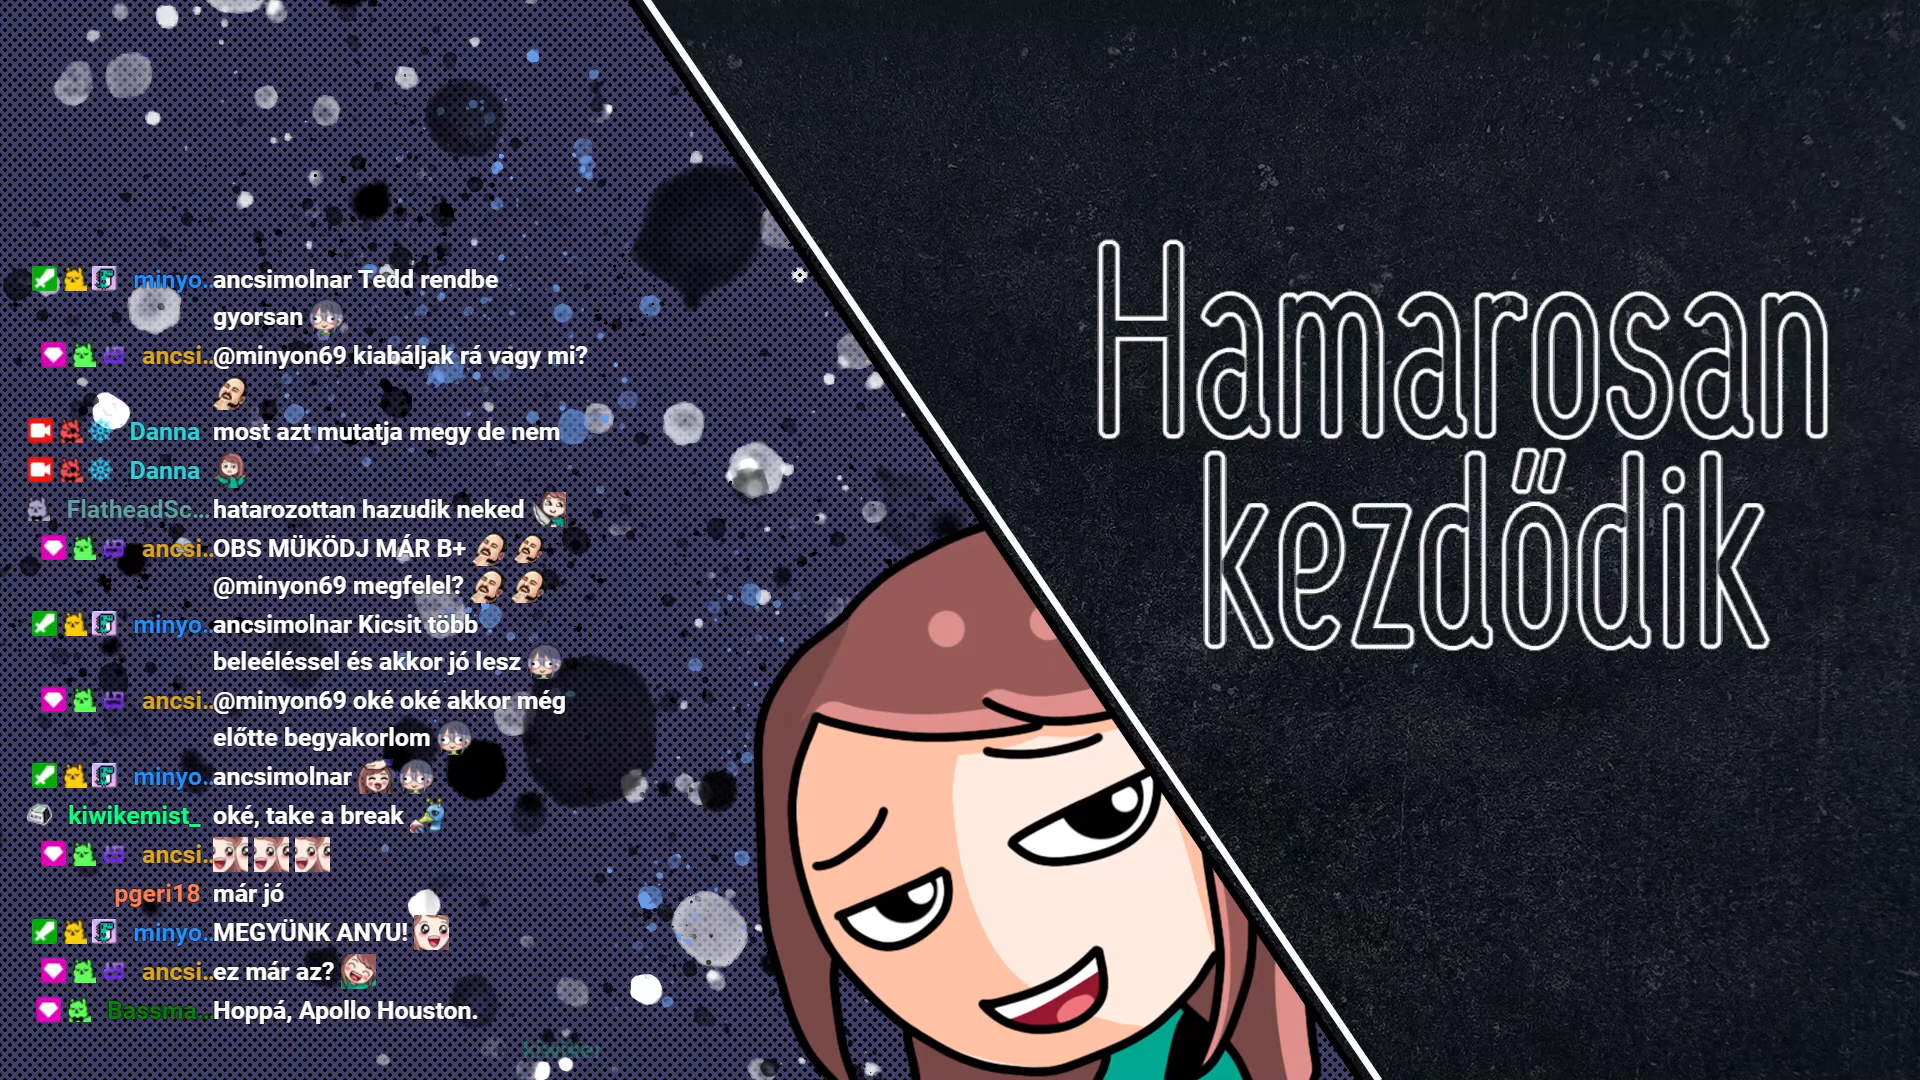 minyo..ancsimolnar Tedd rendbe
gyorsan
ancsi..@minyon69 kiabáljak rá vagy mi?
Danna most azt mutatja megy de nem
Danna
FlatheadSc... hatarozottan hazudik neked
ancsi..OBS MÜKÖDJ MÁR B+
@minyon69 megfelel?
minyo..ancsimolnar Kicsit több
beleéléssel és akkor jó lesz
ancsi..@minyon69 oké oké akkor még
előtte begyakorlom
minyo..ancsimolnar
kiwikemist_ oké, take a break
ancsi..
pgeri18 már jó
minyo..MEGYÜNK ANYU!
ancsi..ez már az?
Bassma...Hoppá, Apollo Houston.
kiwike
Hamarosan
kezdődik